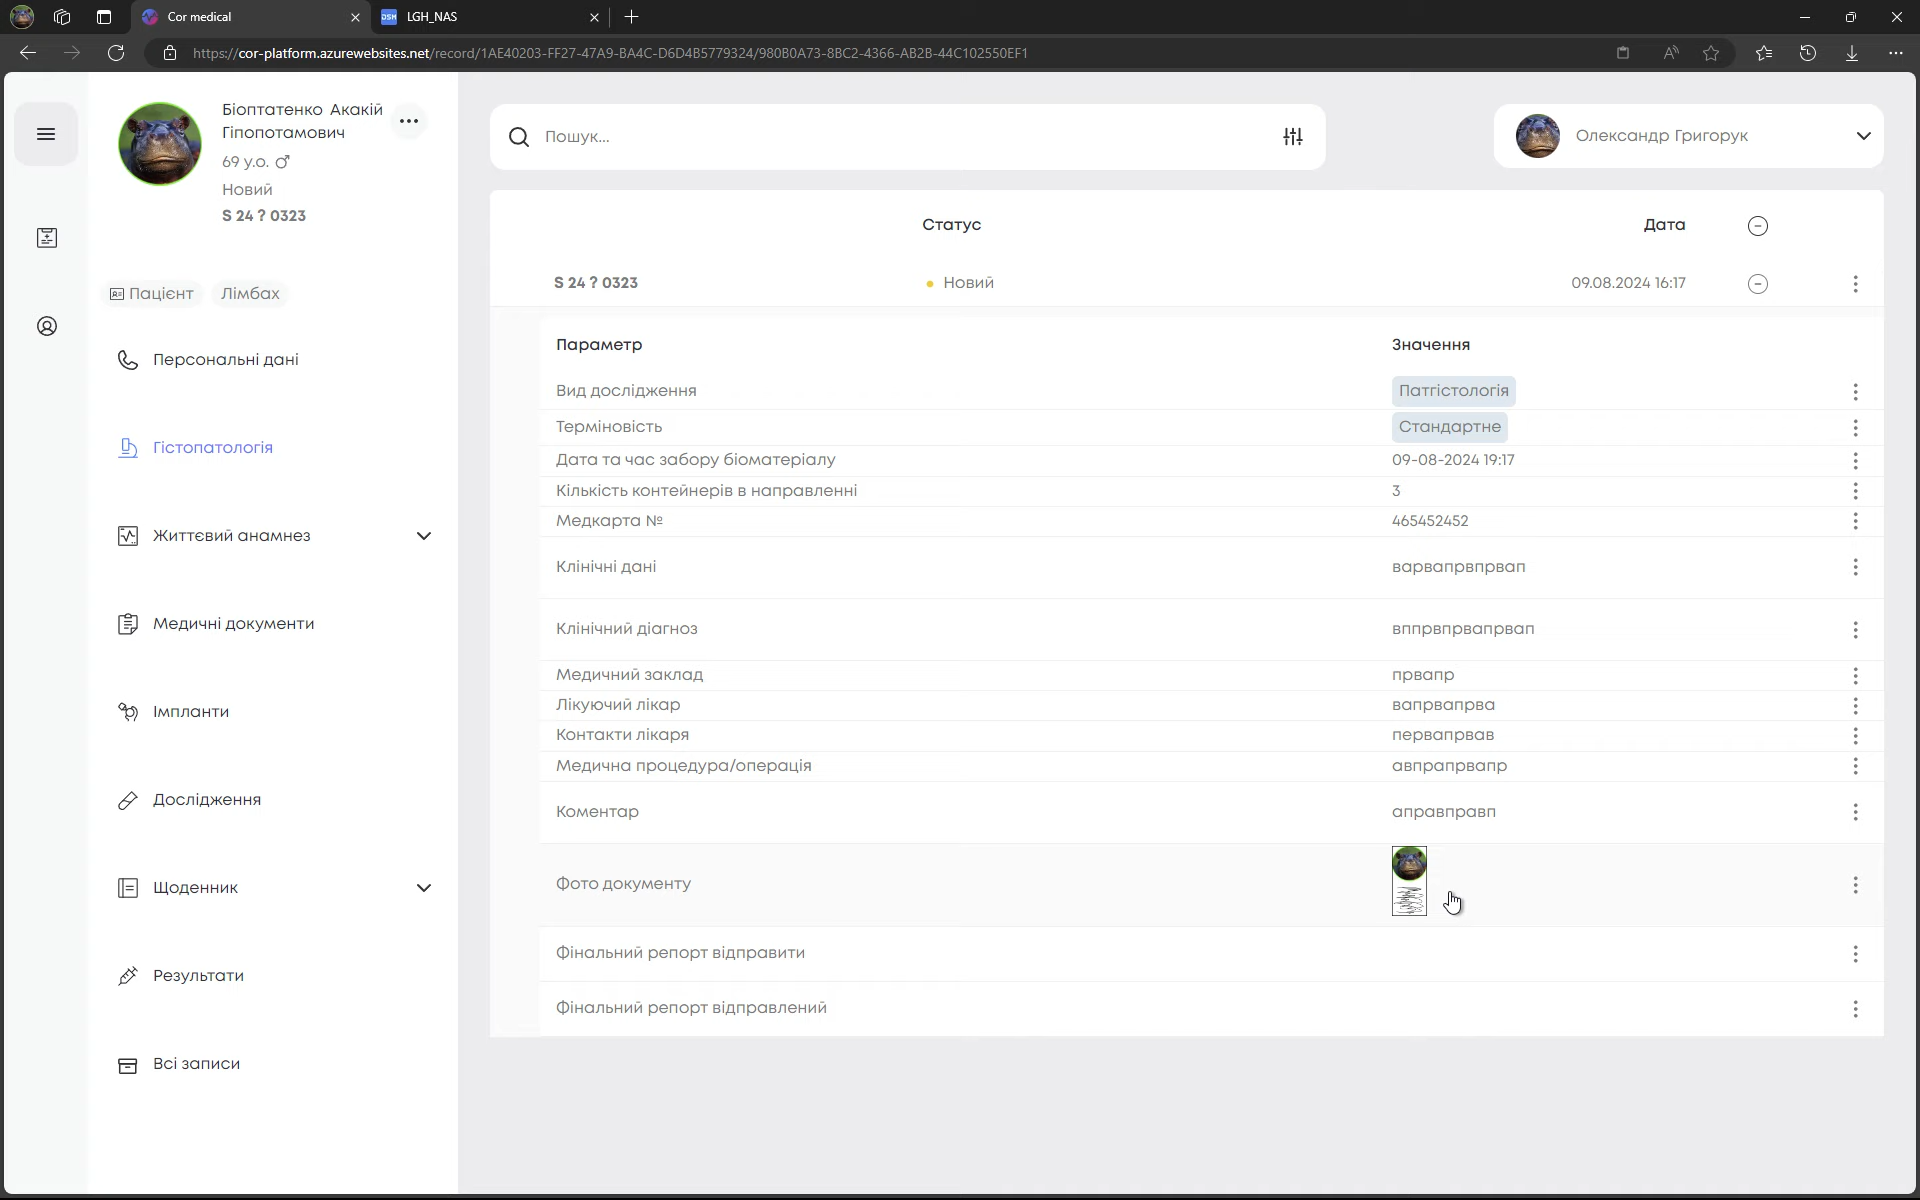 Cor medical
LGH_NAS
https://cor-platform.azurewebsites.net/record/1AE40203-FF27-47A9-BA4C-D6D4B5779324/980B0A73-8BC2-4366-AB2B-44C102550EF1
Біоптатенко Акакій
Гіпопотамович
69 y.o.
Новий
S 24 ? 0323
Пацієнт
Лімбах
Персональні дані
Гістопатологія
Життєвий анамнез
Медичні документи
Імпланти
Дослідження
Щоденник
Результати
Всі записи
Пошук...
Олександр Григорук
Статус
Дата
S 24 ? 0323
Новий
09.08.2024 16:17
Параметр
Значення
Вид дослідження
Патгістологія
Терміновість
Стандартне
Дата та час забору біоматеріалу
09-08-2024 19:17
Кількість контейнерів в направленні
3
Медкарта №
465452452
Клінічні дані
варвапрвпрвап
Клінічний діагноз
вппрвпрвапрвап
Медичний заклад
првапр
Лікуючий лікар
вапрвапрва
Контакти лікаря
первапрвав
Медична процедура/операція
авпрапрвапр
Коментар
аправправп
Фото документу
Фінальний репорт відправити
Фінальний репорт відправлений